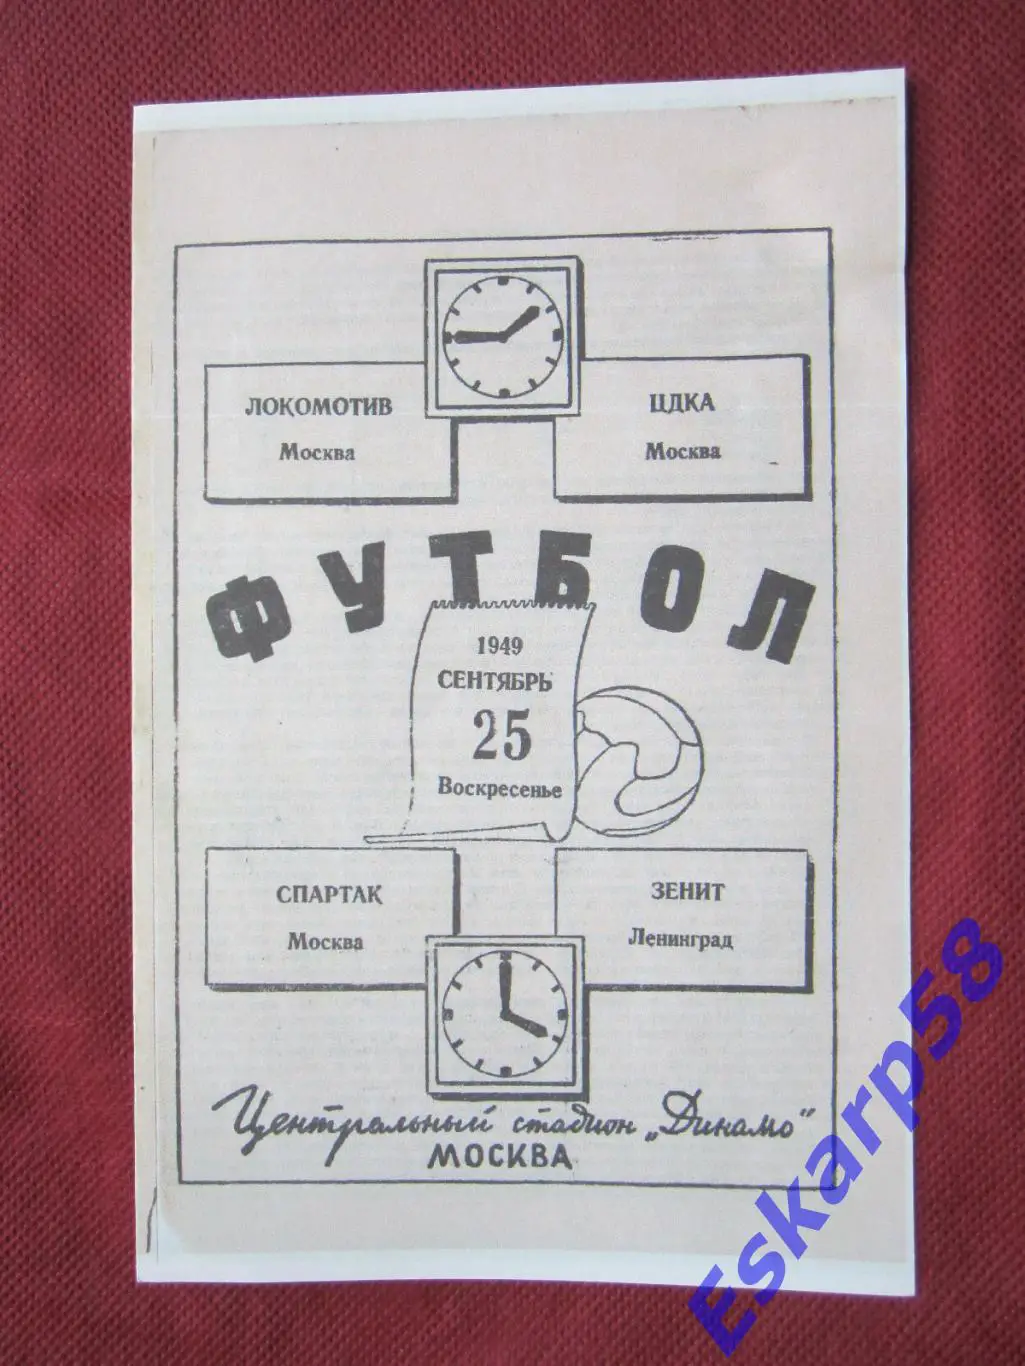 ЛОКОМОТИВ
Москва
ЦДКА
Москва
ФУТБОЛ
1949
СЕНТЯБРЬ
25
Воскресенье
СПАРТАК
Москва
ЗЕНИТ
Ленинград
Центральный стадион „Динамо"
МОСКВА
Eskarp58